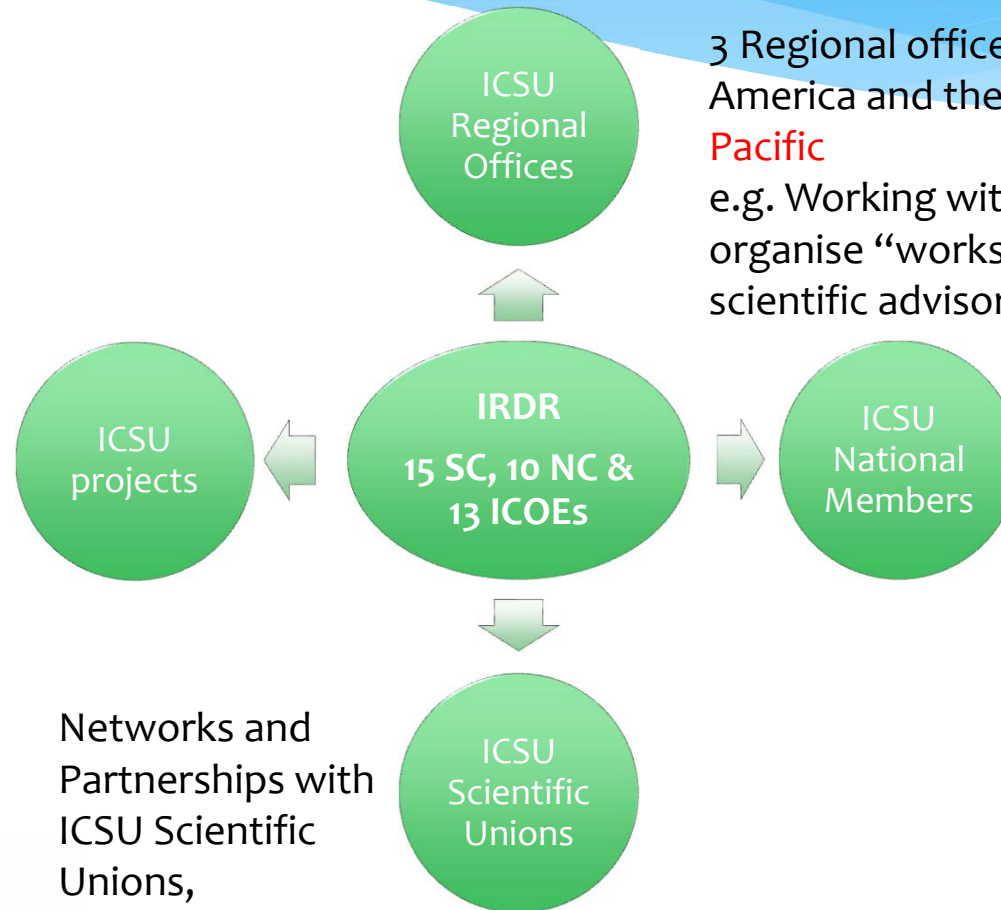 ICSU
Regional
Offices
3 Regional office
America and the
Pacific
e.g. Working wit
organise “works
scientific advisor
ICSU
projects
IRDR
15 SC, 10 NC &
13 ICOEs
ICSU
National
Members
Networks and
Partnerships with
ICSU Scientific
Unions,
ICSU
Scientific
Unions